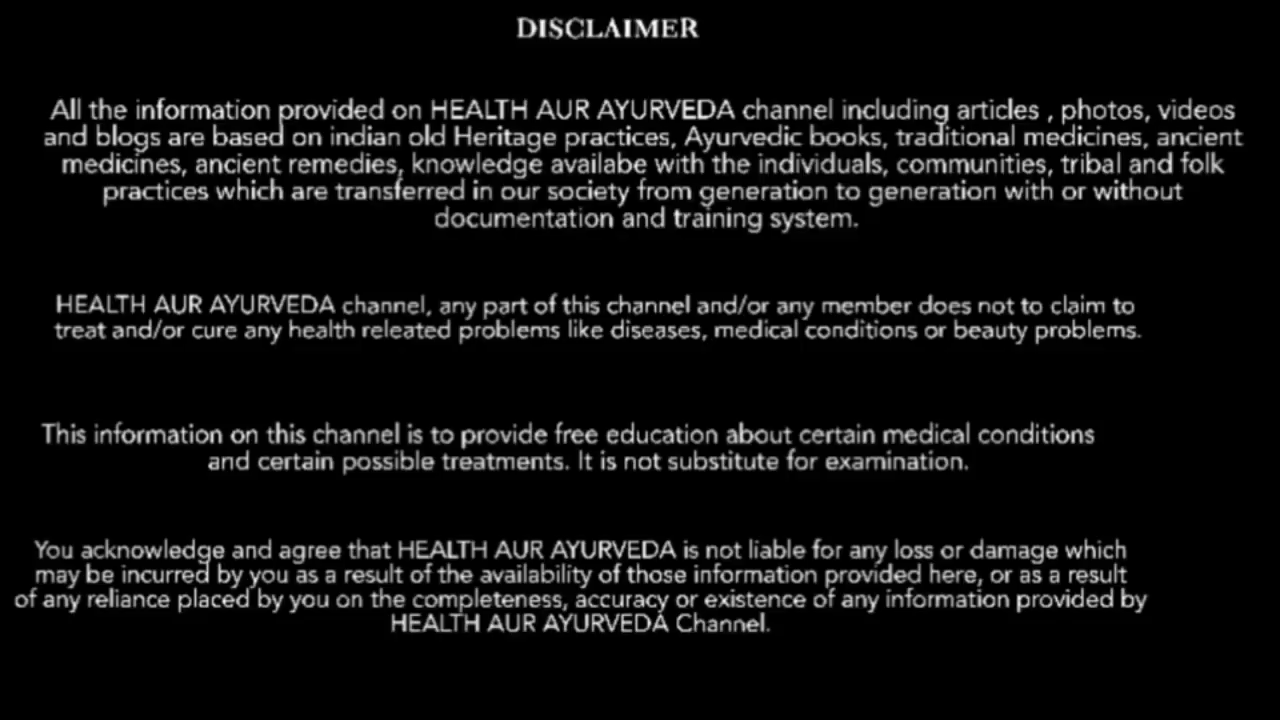 DISCLAIMER
All the information provided on HEALTH AUR AYURVEDA channel including articles , photos, videos
and blogs are based on indian old Heritage practices, Ayurvedic books, traditional medicines, ancient
medicines, ancient remedies, knowledge availabe with the individuals, communities, tribal and folk
practices which are transferred in our society from generation to generation with or without
documentation and training system.
HEALTH AUR AYURVEDA channel, any part of this channel and/or any member does not to claim to
treat and/or cure any health releated problems like diseases, medical conditions or beauty problems.
This information on this channel is to provide free education about certain medical conditions
and certain possible treatments. It is not substitute for examination.
You acknowledge and agree that HEALTH AUR AYURVEDA is not liable for any loss or damage which
may be incurred by you as a result of the availability of those information provided here, or as a result
of any reliance placed by you on the completeness, accuracy or existence of any information provided by
HEALTH AUR AYURVEDA Channel.